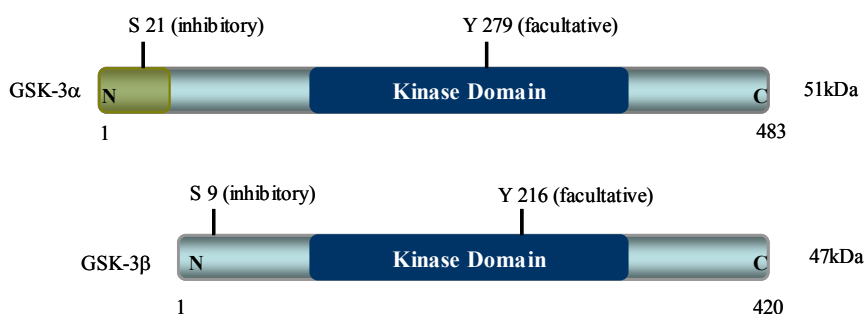 S 21 (inhibitory) Y 279 (facultative)
GSK-3α N Kinase Domain C 51kDa
1 483
S 9 (inhibitory) Y 216 (facultative)
GSK-3β N Kinase Domain C 47kDa
1 420